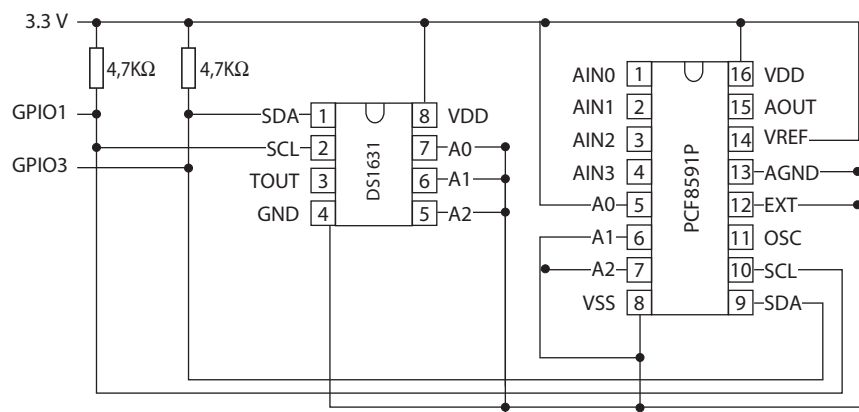 3.3 V
4,7KΩ
4,7KΩ
GPIO1
GPIO3
SDA 1
SCL 2
TOUT 3
GND 4
DS1631
8 VDD
7 A0
6 A1
5 A2
AIN0 1
AIN1 2
AIN2 3
AIN3 4
A0 5
A1 6
A2 7
VSS 8
PCF8591P
16 VDD
15 AOUT
14 VREF
13 AGND
12 EXT
11 OSC
10 SCL
9 SDA